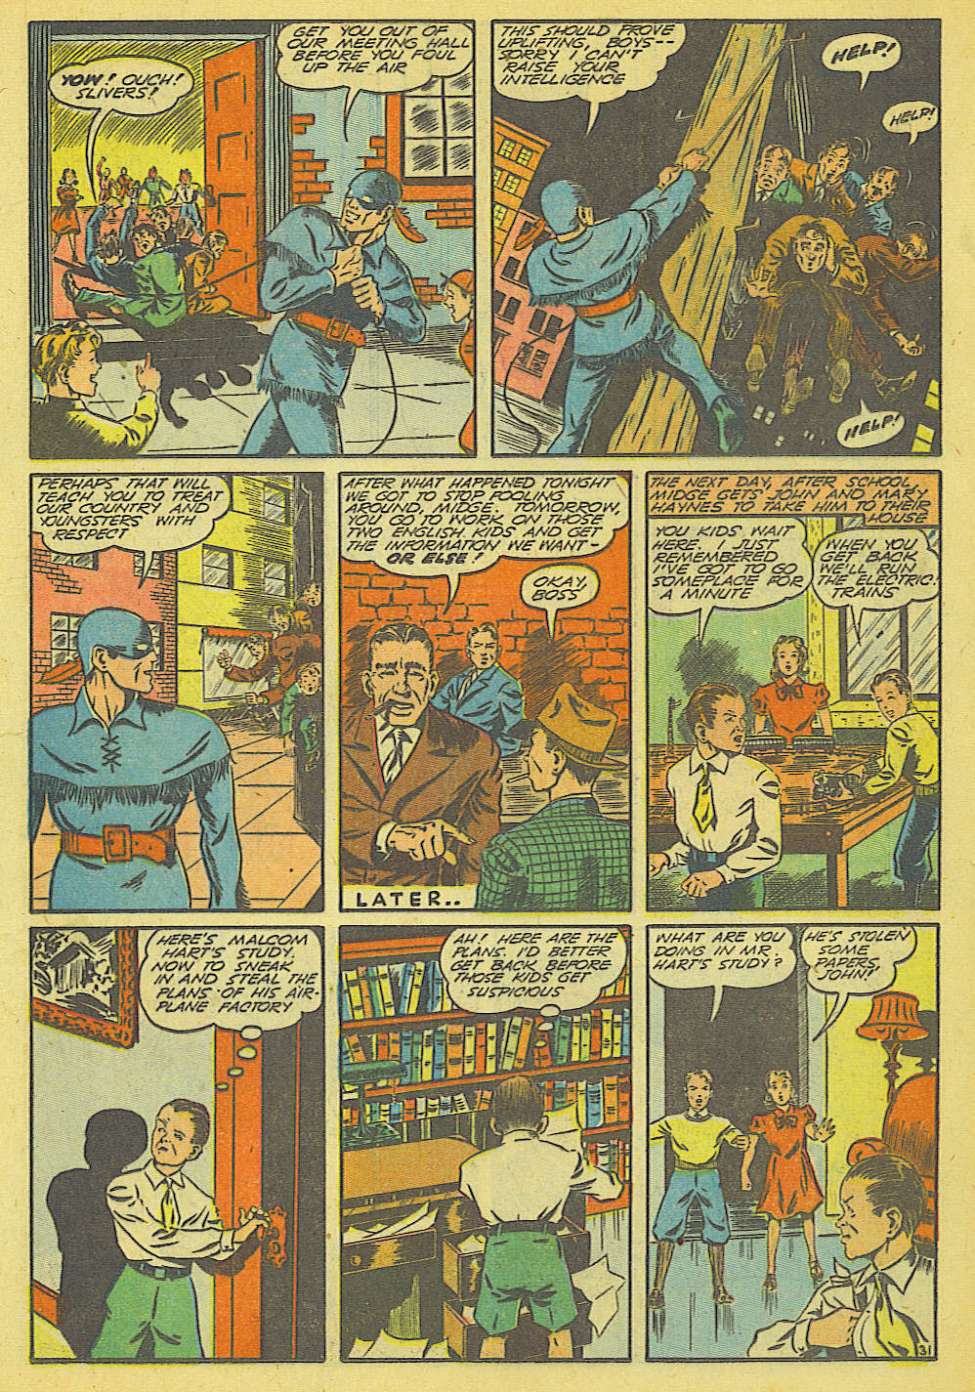 YOW! OUCH!
SLIVERS!
GET YOU OUT OF
OUR MEETING HALL
BEFORE YOU FOUL
UP THE AIR
THIS SHOULD PROVE
UPLIFTING, BOYS--
SORRY I CAN'T
RAISE YOUR
INTELLIGENCE
HELP!
HELP!
HELP!
PERHAPS THAT WILL
TEACH YOU TO TREAT
OUR COUNTRY AND
YOUNGSTERS WITH
RESPECT
AFTER WHAT HAPPENED TONIGHT
WE GOT TO STOP FOOLING
AROUND, MIDGE. TOMORROW,
YOU GO TO WORK ON THOSE
TWO ENGLISH KIDS AND GET
THE INFORMATION WE WANT-
OR ELSE!
OKAY,
BOSS
LATER..
THE NEXT DAY, AFTER SCHOOL,
MIDGE GETS JOHN AND MARY
HAYNES TO TAKE HIM TO THEIR
HOUSE
YOU KIDS WAIT
HERE. I JUST
REMEMBERED
I'VE GOT TO GO
SOMEPLACE FOR
A MINUTE
WHEN YOU
GET BACK
WE'LL RUN
THE ELECTRIC
TRAINS
HERE'S MALCOM
HART'S STUDY.
NOW TO SNEAK
IN AND STEAL THE
PLANS OF HIS AIR-
PLANE FACTORY
AH! HERE ARE THE
PLANS. I'D BETTER
GET BACK BEFORE
THOSE KIDS GET
SUSPICIOUS
WHAT ARE YOU
DOING IN MR.
HART'S STUDY?
HE'S STOLEN
SOME
PAPERS,
JOHN!
31